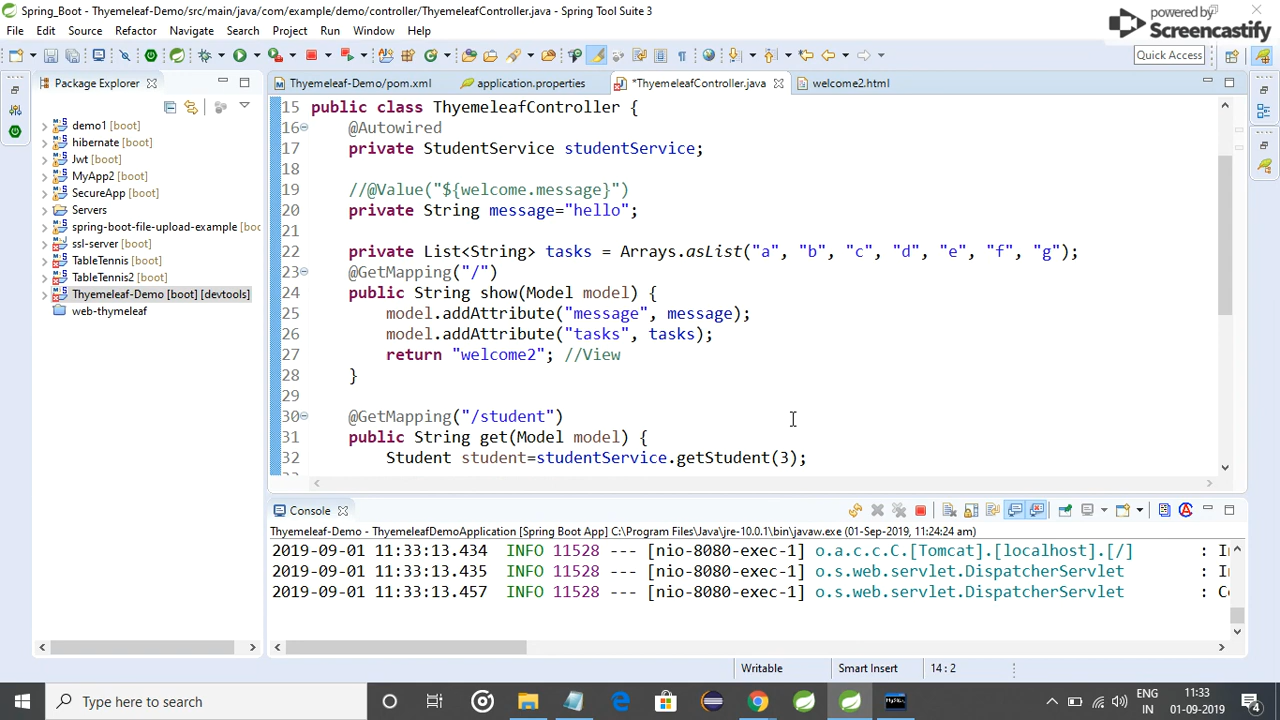 Spring_Boot - Thymeleaf-Demo/src/main/java/com/example/demo/controller/ThyemeleafController.java - Spring Tool Suite 3
powered by
Screencastify
File Edit Source Refactor Navigate Search Project Run Window Help
Quick Access
Package Explorer
Thymeleaf-Demo/pom.xml
application.properties
*ThyemeleafController.java
welcome2.html
demo1 [boot]
hibernate [boot]
Jwt [boot]
MyApp2 [boot]
SecureApp [boot]
Servers
spring-boot-file-upload-example [boot]
ssl-server [boot]
TableTennis [boot]
TableTennis2 [boot]
Thymeleaf-Demo [boot] [devtools]
web-thymeleaf
15 public class ThyemeleafController {
16 @Autowired
17 private StudentService studentService;
18
19 //@Value("${welcome.message}")
20 private String message="hello";
21
22 private List<String> tasks = Arrays.asList("a", "b", "c", "d", "e", "f", "g");
23 @GetMapping("/")
24 public String show(Model model) {
25 model.addAttribute("message", message);
26 model.addAttribute("tasks", tasks);
27 return "welcome2"; //View
28 }
29
30 @GetMapping("/student")
31 public String get(Model model) {
32 Student student=studentService.getStudent(3);
Console
Thymeleaf-Demo - ThymeleafDemoApplication [Spring Boot App] C:\Program Files\Java\jre-10.0.1\bin\javaw.exe (01-Sep-2019, 11:24:24 am)
2019-09-01 11:33:13.434 INFO 11528 --- [nio-8080-exec-1] o.a.c.c.C.[Tomcat].[localhost].[/] :
2019-09-01 11:33:13.435 INFO 11528 --- [nio-8080-exec-1] o.s.web.servlet.DispatcherServlet :
2019-09-01 11:33:13.457 INFO 11528 --- [nio-8080-exec-1] o.s.web.servlet.DispatcherServlet :
Writable Smart Insert 14 : 2
Type here to search
ENG
IN
11:33
01-09-2019
4